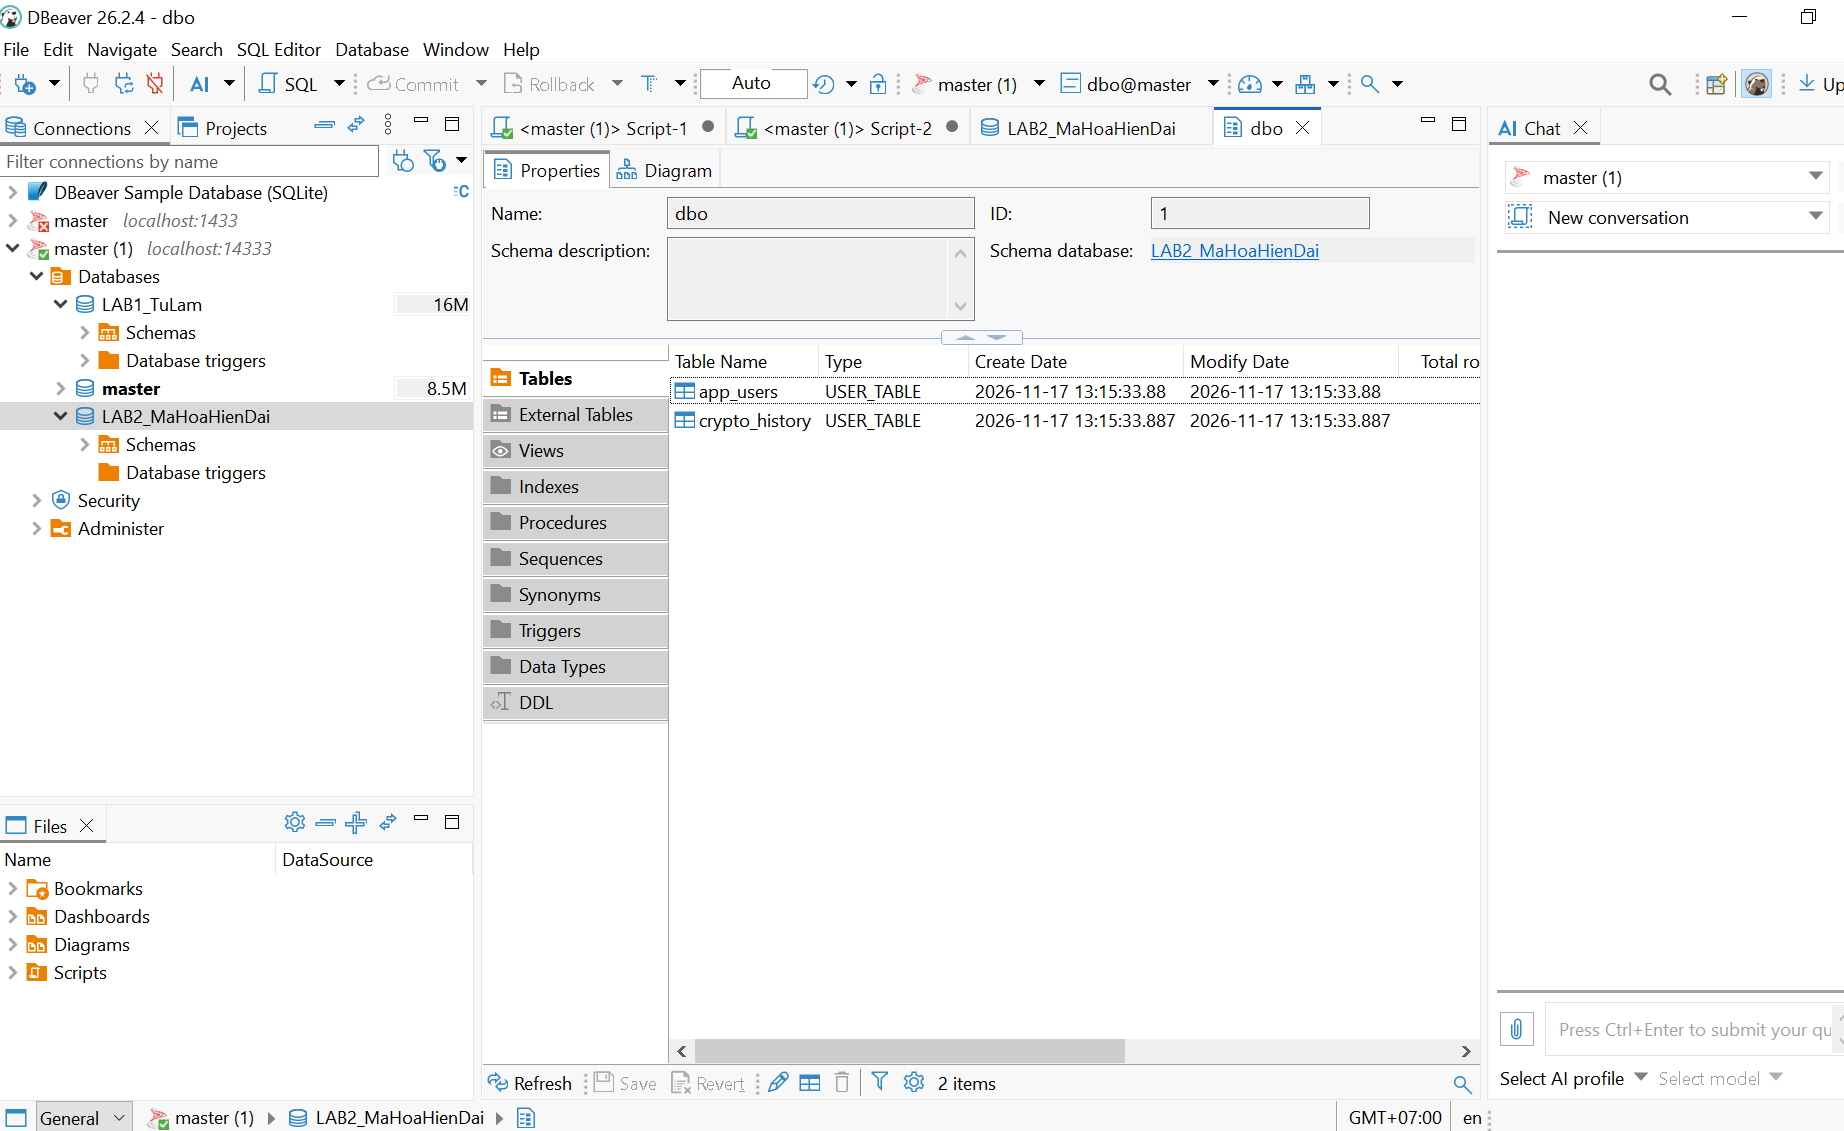 DBeaver 26.2.4 - dbo
File Edit Navigate Search SQL Editor Database Window Help
AI SQL Commit Rollback Auto master (1) dbo@master Up
Connections Projects
Filter connections by name
DBeaver Sample Database (SQLite)
master localhost:1433
master (1) localhost:14333
Databases
LAB1_TuLam 16M
Schemas
Database triggers
master 8.5M
LAB2_MaHoaHienDai
Schemas
Database triggers
Security
Administer
Files
Name DataSource
Bookmarks
Dashboards
Diagrams
Scripts
<master (1)> Script-1 <master (1)> Script-2 LAB2_MaHoaHienDai dbo
Properties Diagram
Name: dbo ID: 1
Schema description: Schema database: LAB2_MaHoaHienDai
Tables
External Tables
Views
Indexes
Procedures
Sequences
Synonyms
Triggers
Data Types
DDL
Table Name Type Create Date Modify Date Total ro
app_users USER_TABLE 2026-11-17 13:15:33.88 2026-11-17 13:15:33.88
crypto_history USER_TABLE 2026-11-17 13:15:33.887 2026-11-17 13:15:33.887
Refresh Save Revert 2 items
AI Chat
master (1)
New conversation
Press Ctrl+Enter to submit your qu
Select AI profile Select model
General master (1) LAB2_MaHoaHienDai GMT+07:00 en